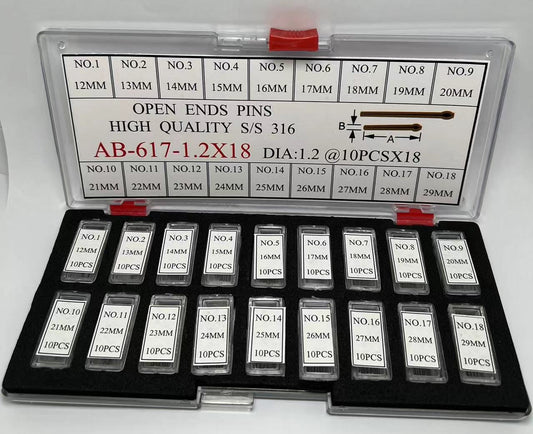 NO.1 NO.2 NO.3 NO.4 NO.5 NO.6 NO.7 NO.8 NO.9
12MM 13MM 14MM 15MM 16MM 17MM 18MM 19MM 20MM
OPEN ENDS PINS
HIGH QUALITY S/S 316
B
A
AB-617-1.2X18 DIA:1.2 @10PCSX18
NO.10 NO.11 NO.12 NO.13 NO.14 NO.15 NO.16 NO.17 NO.18
21MM 22MM 23MM 24MM 25MM 26MM 27MM 28MM 29MM
NO.1 NO.2 NO.3 NO.4 NO.5 NO.6 NO.7 NO.8 NO.9
12MM 13MM 14MM 15MM 16MM 17MM 18MM 19MM 20MM
10PCS 10PCS 10PCS 10PCS 10PCS 10PCS 10PCS 10PCS 10PCS
NO.10 NO.11 NO.12 NO.13 NO.14 NO.15 NO.16 NO.17 NO.18
21MM 22MM 23MM 24MM 25MM 26MM 27MM 28MM 29MM
10PCS 10PCS 10PCS 10PCS 10PCS 10PCS 10PCS 10PCS 10PCS